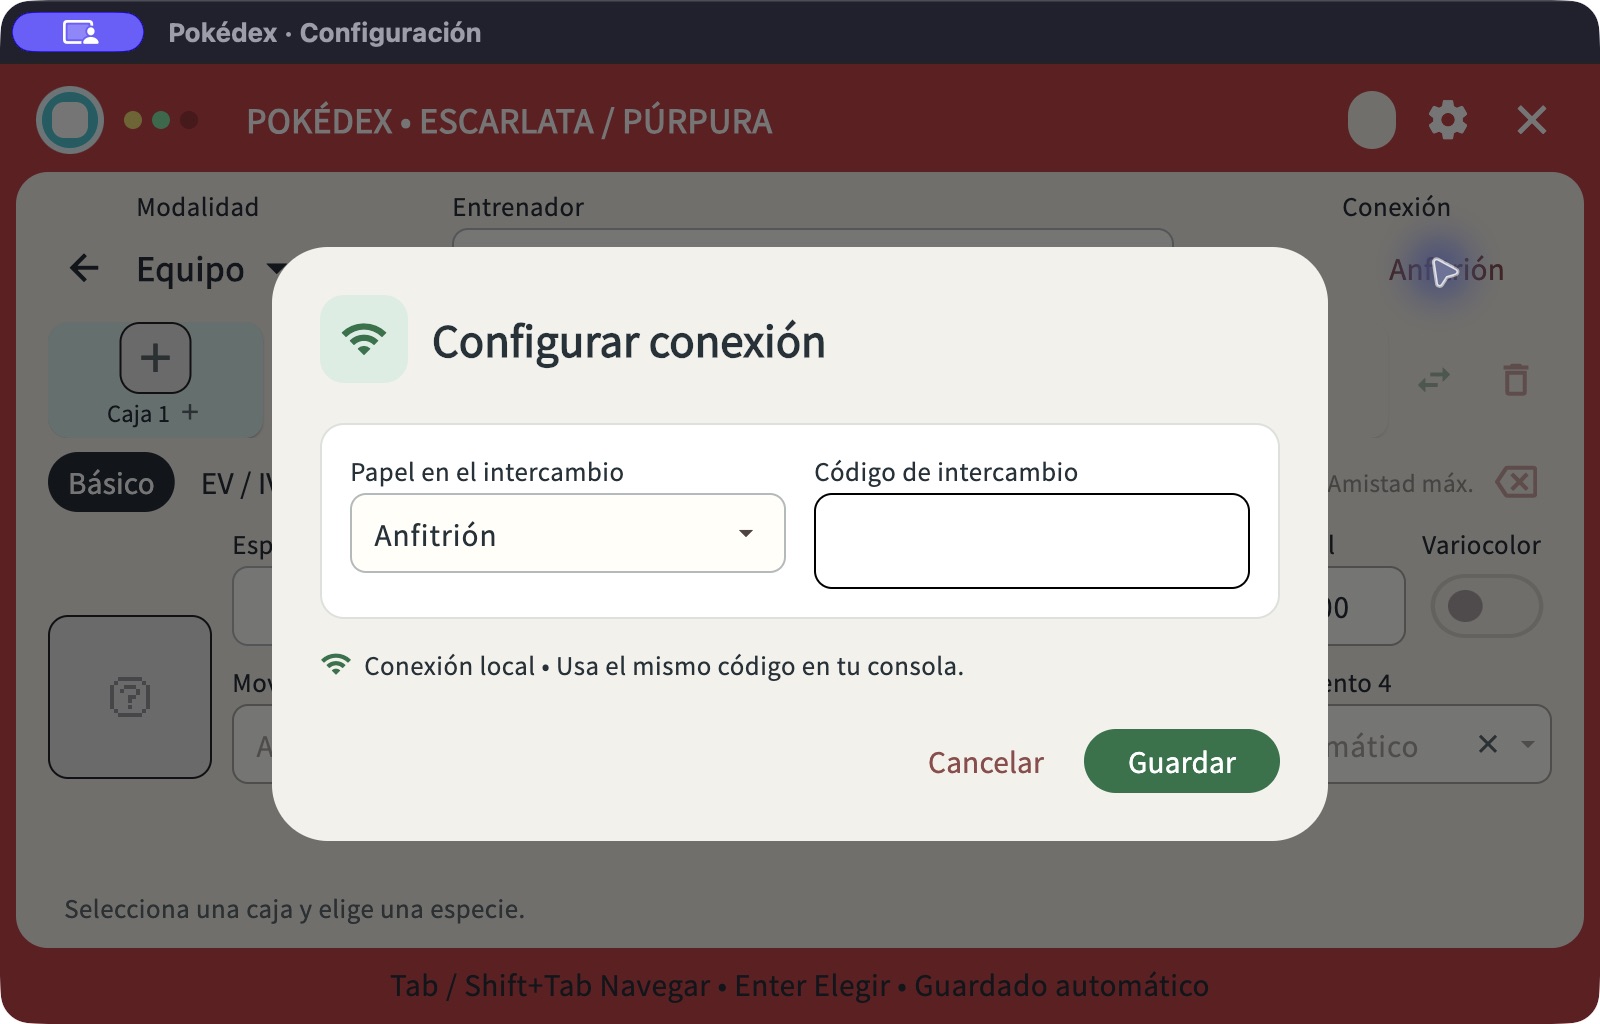 Pokédex · Configuración
POKÉDEX • ESCARLATA / PÚRPURA
Modalidad
Entrenador
Conexión
Equipo
Configurar conexión
Caja 1 +
Papel en el intercambio
Código de intercambio
Básico
EV / IV
Amistad máx.
Anfitrión
Variocolor
Conexión local • Usa el mismo código en tu consola.
Cancelar
Guardar
Selecciona una caja y elige una especie.
Tab / Shift+Tab Navegar • Enter Elegir • Guardado automático